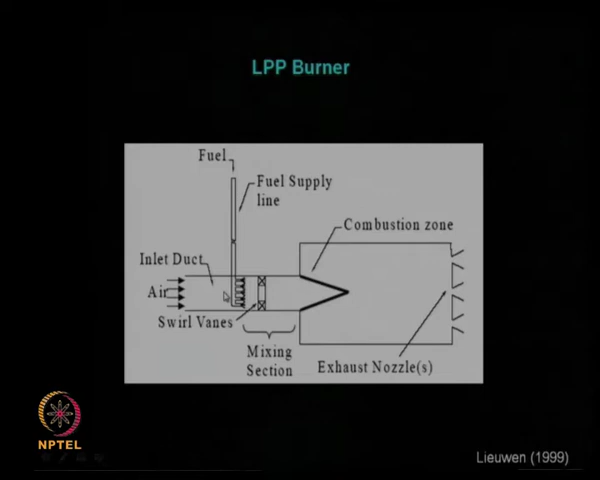 LPP Burner
Fuel
Fuel Supply
line
Combustion zone
Inlet Duct
Air
Swirl Vanes
Mixing
Section
Exhaust Nozzle(s)
NPTEL
Lieuwen (1999)